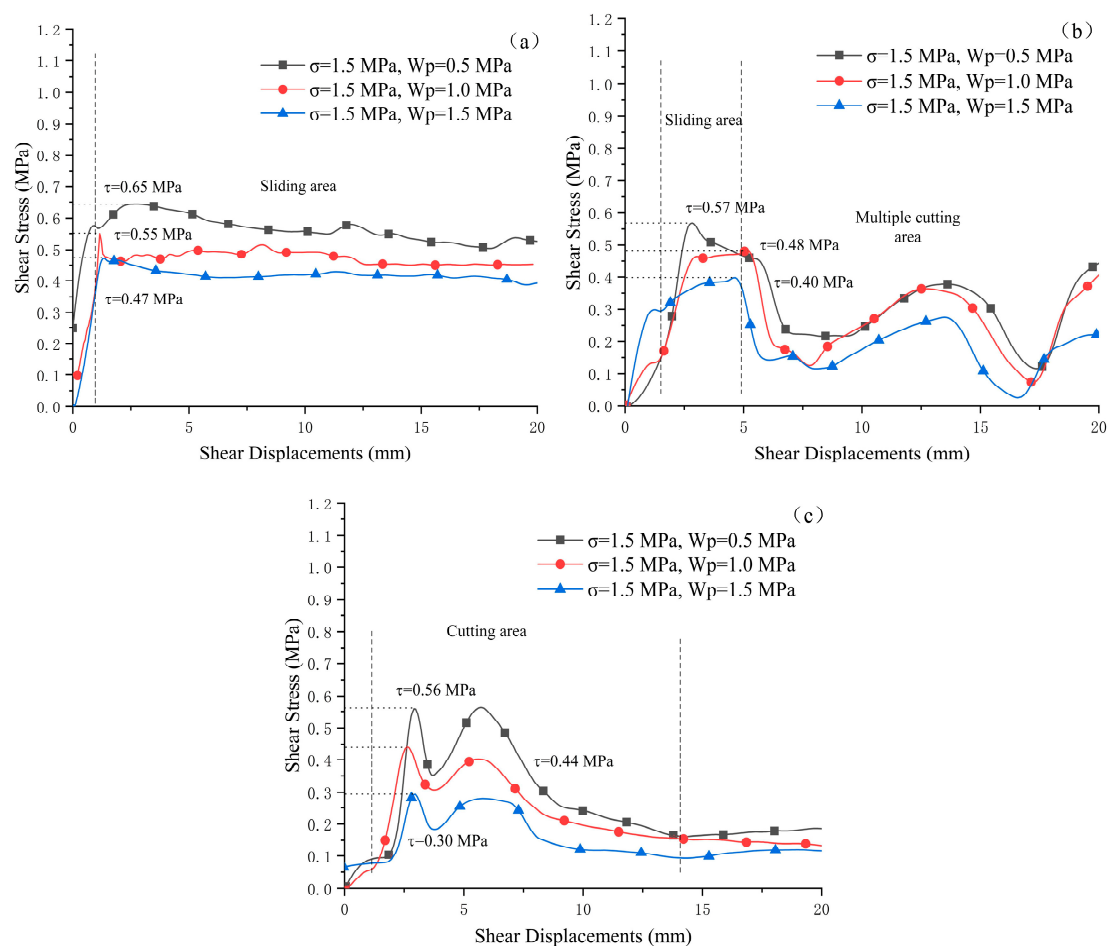 (a)
σ=1.5 MPa, Wp=0.5 MPa
σ=1.5 MPa, Wp=1.0 MPa
σ=1.5 MPa, Wp=1.5 MPa
1.2
1.1
1.0
0.9
0.8
0.7
0.6
0.5
0.4
0.3
0.2
0.1
0.0
Shear Stress (MPa)
τ=0.65 MPa
Sliding area
τ=0.55 MPa
τ=0.47 MPa
0
5
10
15
20
Shear Displacements (mm)
(b)
σ=1.5 MPa, Wp=0.5 MPa
σ=1.5 MPa, Wp=1.0 MPa
σ=1.5 MPa, Wp=1.5 MPa
1.2
1.1
1.0
0.9
0.8
0.7
0.6
0.5
0.4
0.3
0.2
0.1
0.0
Shear Stress (MPa)
Sliding area
τ=0.57 MPa
Multiple cutting
area
τ=0.48 MPa
τ=0.40 MPa
0
5
10
15
20
Shear Displacements (mm)
(c)
σ=1.5 MPa, Wp=0.5 MPa
σ=1.5 MPa, Wp=1.0 MPa
σ=1.5 MPa, Wp=1.5 MPa
1.2
1.1
1.0
0.9
0.8
0.7
0.6
0.5
0.4
0.3
0.2
0.1
0.0
Shear Stress (MPa)
Cutting area
τ=0.56 MPa
τ=0.44 MPa
τ=0.30 MPa
0
5
10
15
20
Shear Displacements (mm)